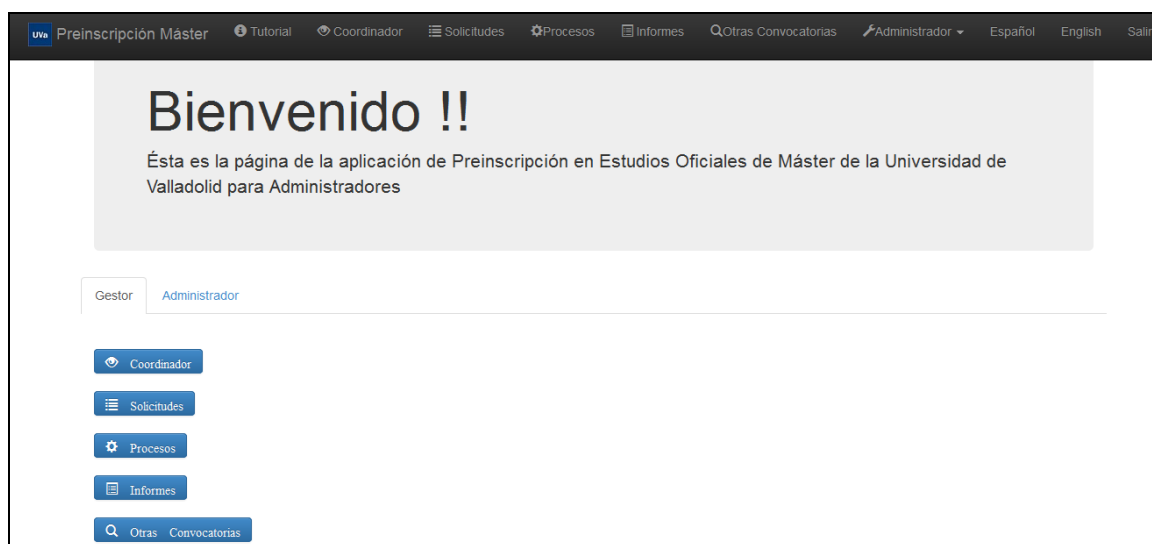 UVa Preinscripción Máster Tutorial Coordinador Solicitudes Procesos Informes Otras Convocatorias Administrador Español English Salir
Bienvenido !!
Ésta es la página de la aplicación de Preinscripción en Estudios Oficiales de Máster de la Universidad de
Valladolid para Administradores
Gestor Administrador
Coordinador
Solicitudes
Procesos
Informes
Otras Convocatorias